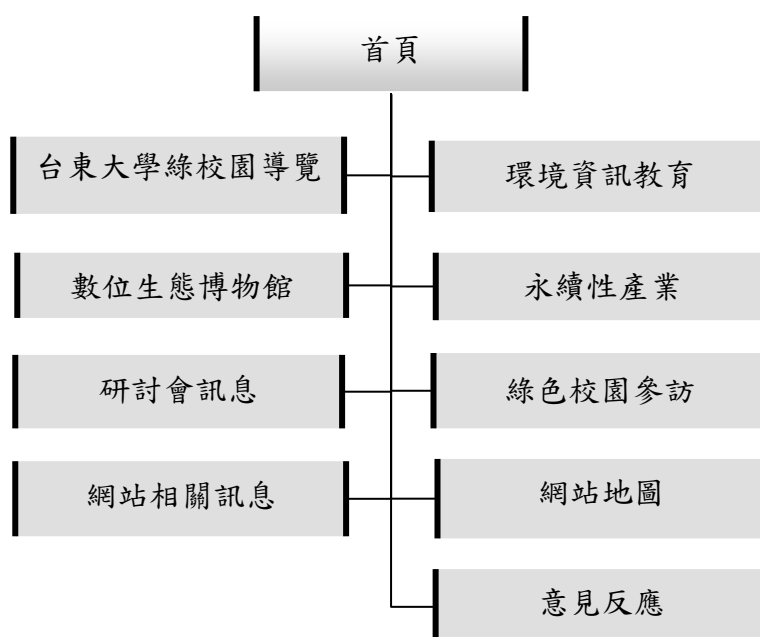 首頁
台東大學綠校園導覽
環境資訊教育
數位生態博物館
永續性產業
研討會訊息
綠色校園參訪
網站相關訊息
網站地圖
意見反應